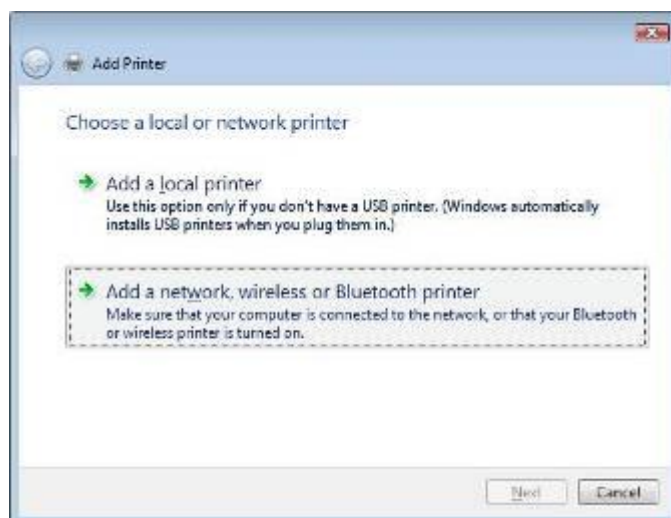 Add Printer
Choose a local or network printer
Add a local printer
Use this option only if you don't have a USB printer. (Windows automatically
installs USB printers when you plug them in.)
Add a network, wireless or Bluetooth printer
Make sure that your computer is connected to the network, or that your Bluetooth
or wireless printer is turned on.
Next Cancel